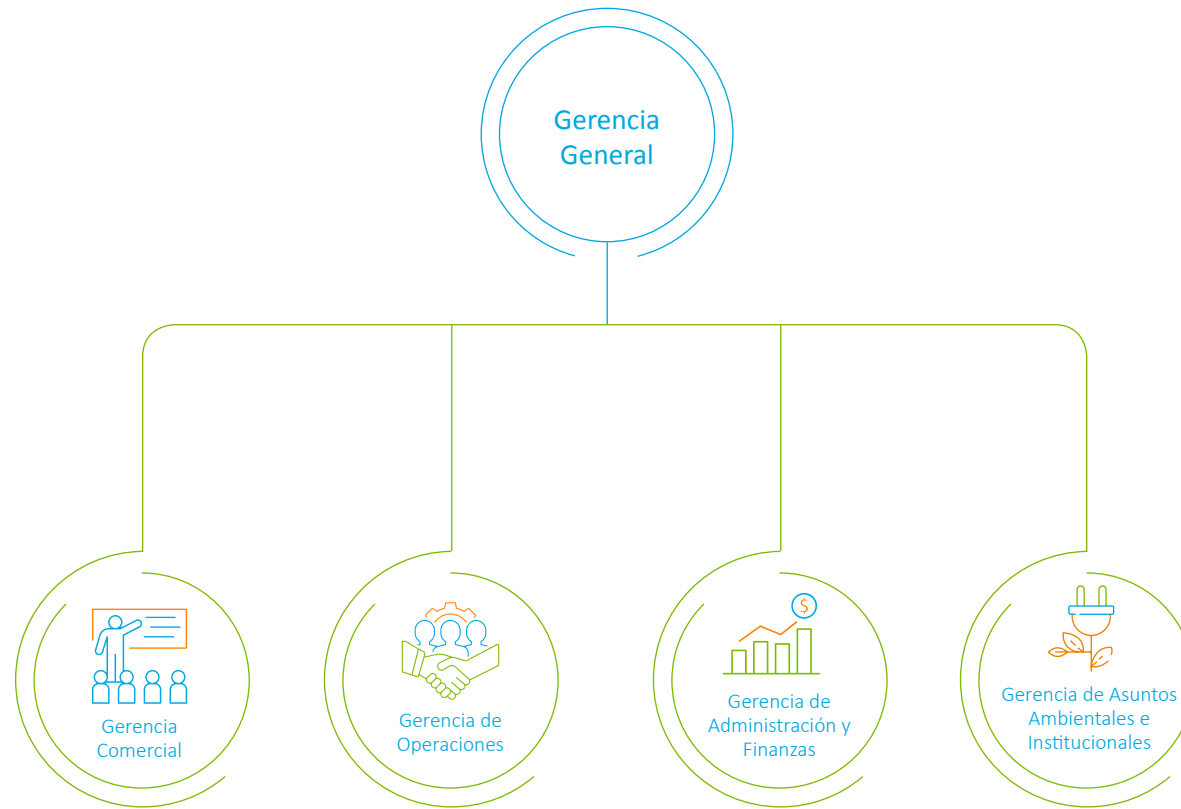 Gerencia
General
$
Gerencia
Comercial
Gerencia de
Operaciones
Gerencia de
Administración y
Finanzas
Gerencia de Asuntos
Ambientales e
Institucionales